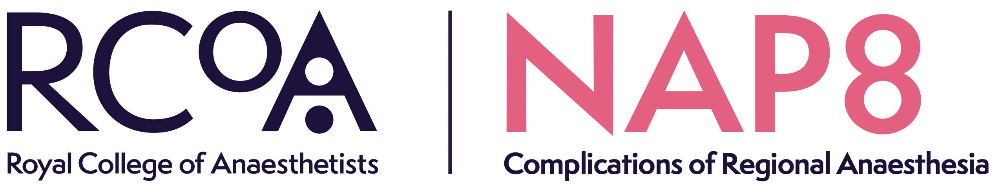 RCOA
Royal College of Anaesthetists
NAP8
Complications of Regional Anaesthesia